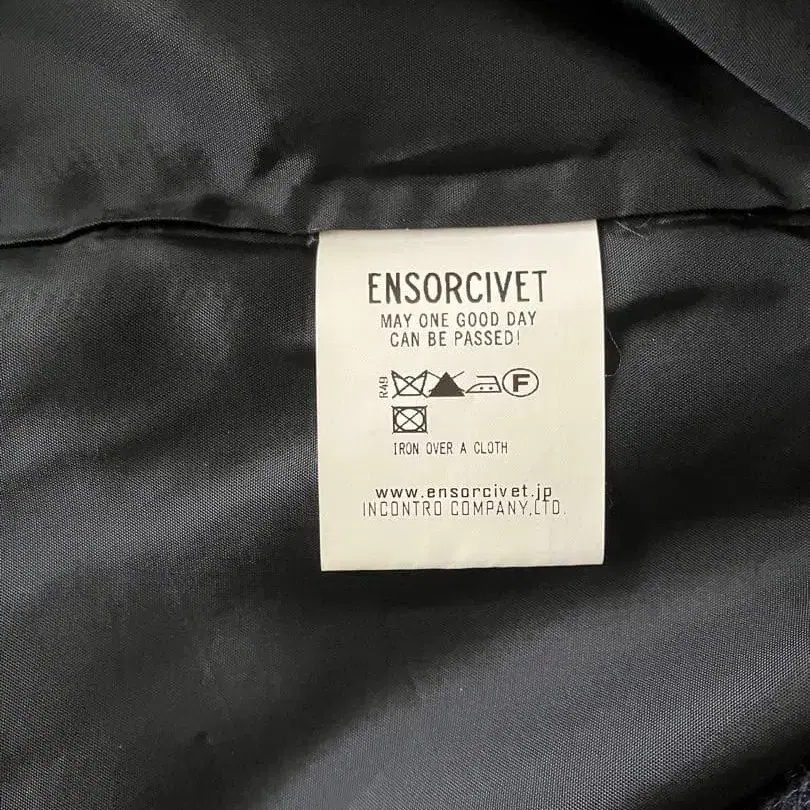 ENSORCIVET
MAY ONE GOOD DAY
CAN BE PASSED!
R49
F
IRON OVER A CLOTH
www.ensorcivet.jp
INCONTRO COMPANY,LTD.